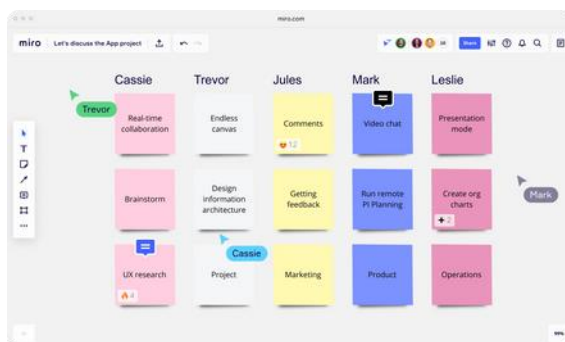 miro.com
miro
Let's discuss the App project
Share
Cassie
Trevor
Jules
Mark
Leslie
Trevor
Real-time
collaboration
Endless
canvas
Comments
12
Video chat
Presentation
mode
T
Brainstorm
Design
information
architecture
Getting
feedback
Run remote
PI Planning
Create org
charts
2
Mark
Cassie
UX research
4
Project
Marketing
Product
Operations